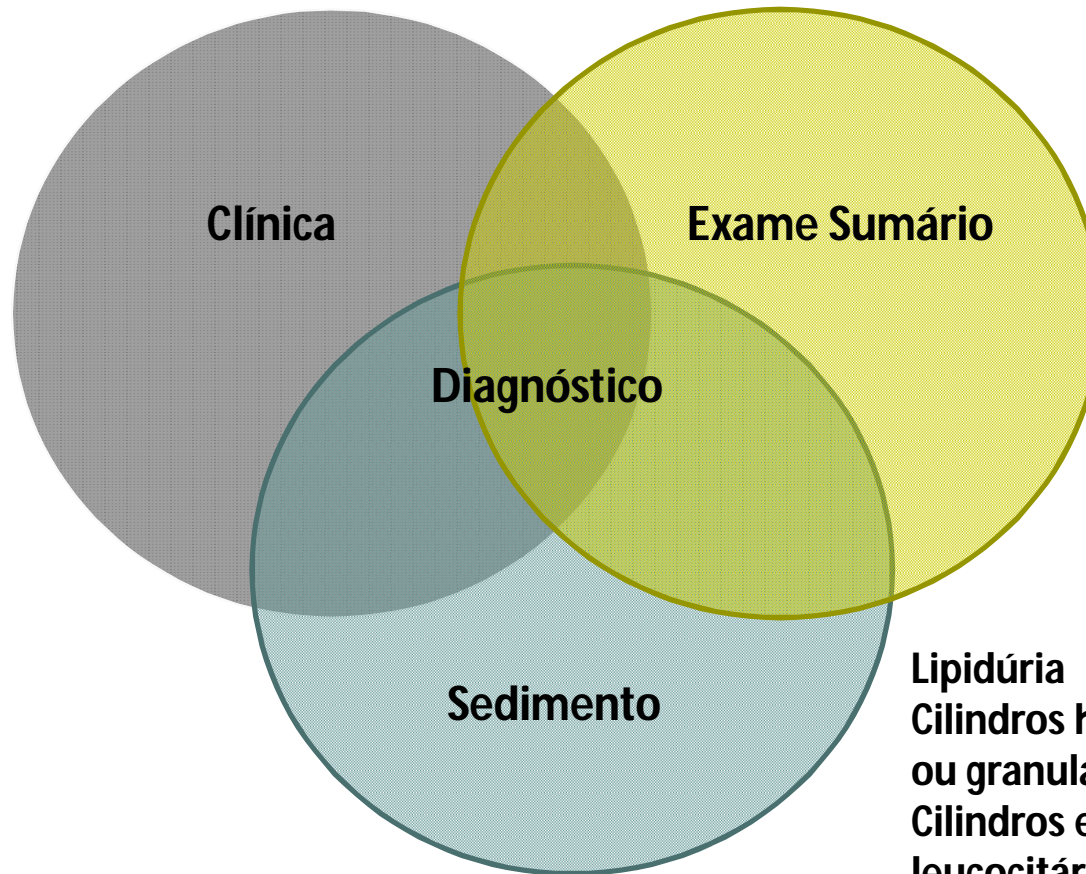 Clínica
Exame Sumário
Diagnóstico
Sedimento
Lipidúria
Cilindros
ou
Cilindros